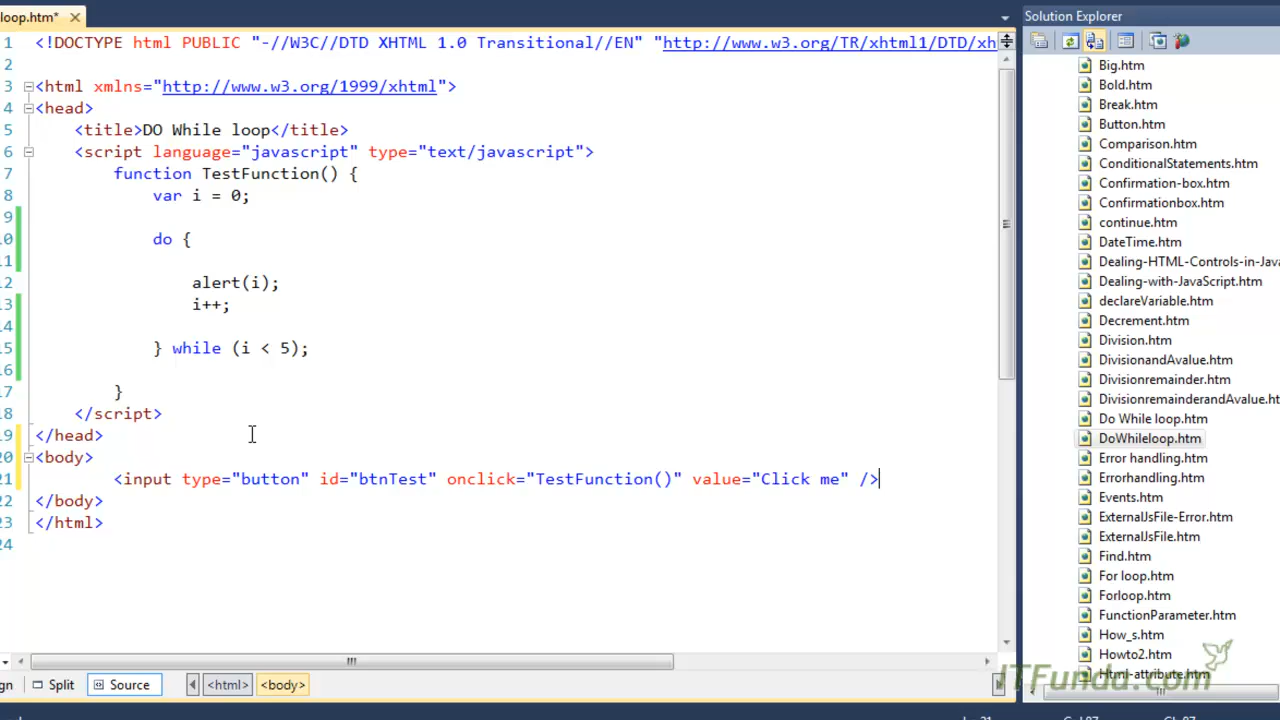 loop.htm*
1 <!DOCTYPE html PUBLIC "-//W3C//DTD XHTML 1.0 Transitional//EN" "http://www.w3.org/TR/xhtml1/DTD/xh
2
3 <html xmlns="http://www.w3.org/1999/xhtml">
4 <head>
5 <title>DO While loop</title>
6 <script language="javascript" type="text/javascript">
7 function TestFunction() {
8 var i = 0;
9
10 do {
11
12 alert(i);
13 i++;
14
15 } while (i < 5);
16
17 }
18 </script>
19 </head>
20 <body>
21 <input type="button" id="btnTest" onclick="TestFunction()" value="Click me" />
22 </body>
23 </html>
24
gn Split Source <html> <body>
Solution Explorer
Big.htm
Bold.htm
Break.htm
Button.htm
Comparison.htm
ConditionalStatements.htm
Confirmation-box.htm
Confirmationbox.htm
continue.htm
DateTime.htm
Dealing-HTML-Controls-in-Java
Dealing-with-JavaScript.htm
declareVariable.htm
Decrement.htm
Division.htm
DivisionandAvalue.htm
Divisionremainder.htm
DivisionremainderandAvalue.ht
Do While loop.htm
DoWhileloop.htm
Error handling.htm
Errorhandling.htm
Events.htm
ExternalJsFile-Error.htm
ExternalJsFile.htm
Find.htm
For loop.htm
Forloop.htm
FunctionParameter.htm
How_s.htm
Howto2.htm
Html-attribute.htm
ITFunda.com